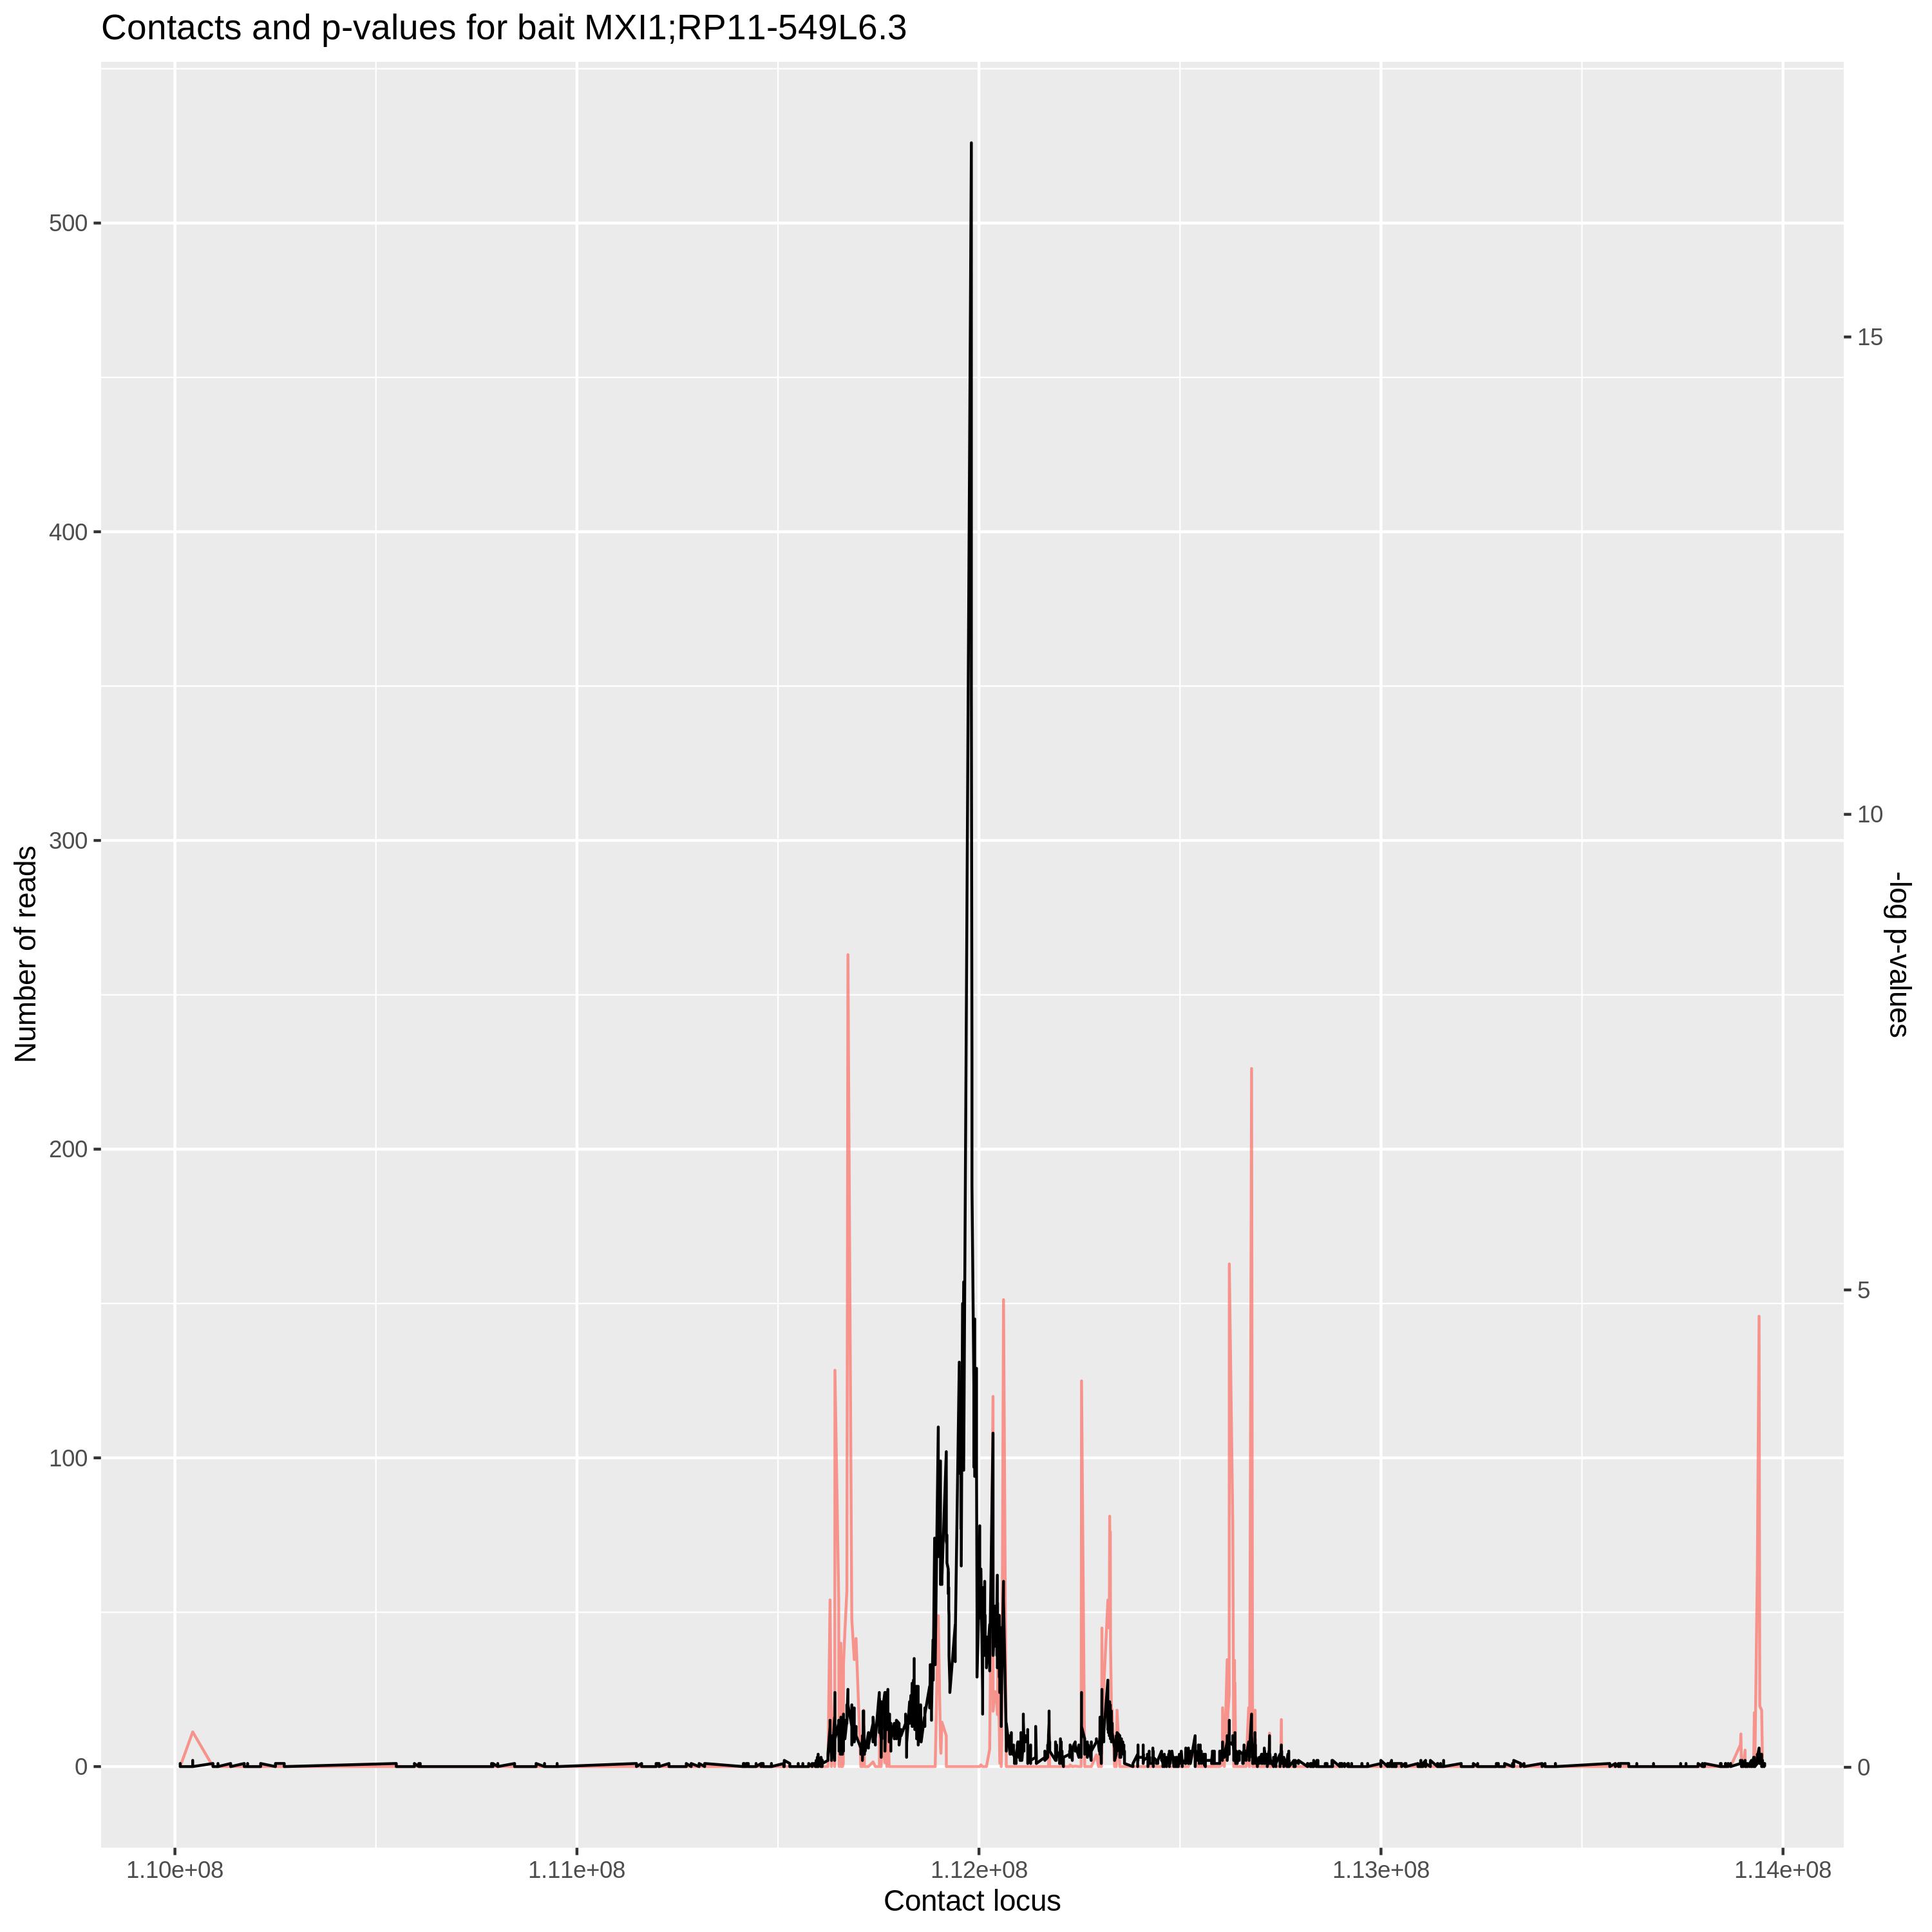 Contacts and p-values for bait MXI1;RP11-549L6.3
500
400
300
200
100
0
Number of reads
15
10
5
0
-log p-values
1.10e+08
1.11e+08
1.12e+08
1.13e+08
1.14e+08
Contact locus